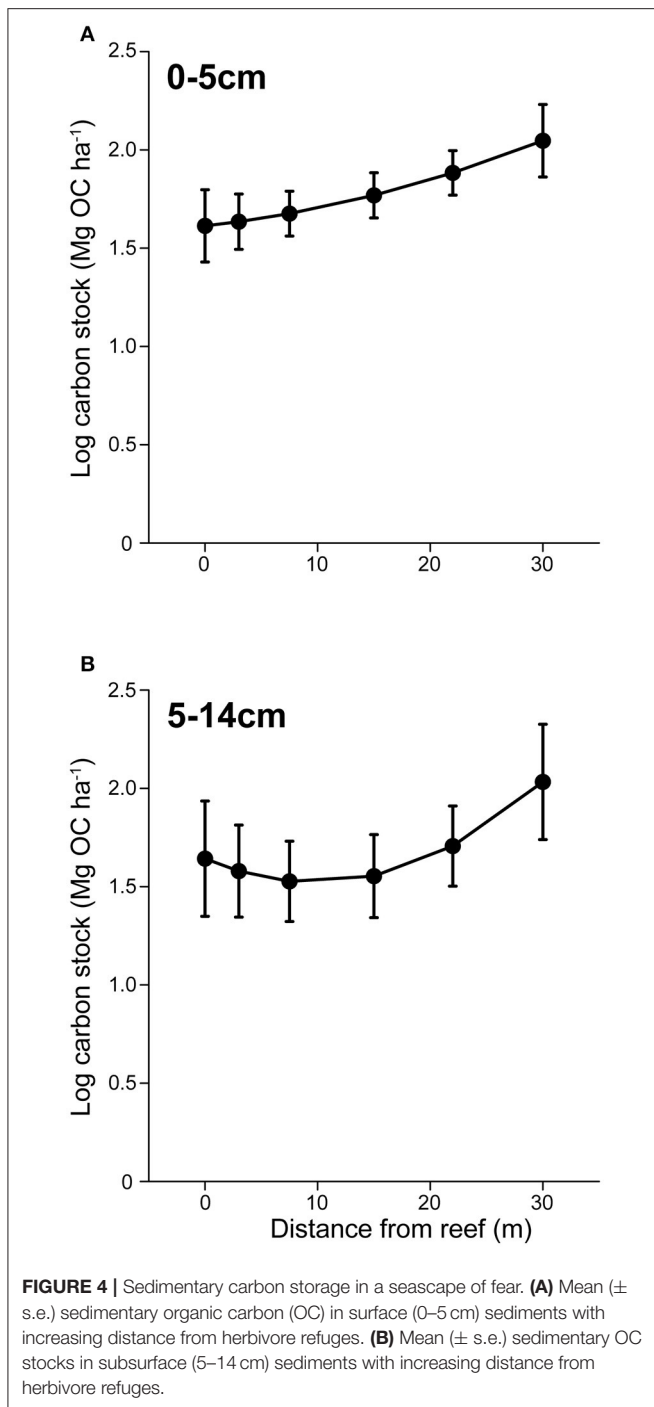 A
0-5cm
Log carbon stock (Mg OC ha⁻¹)
2.5
2.0
1.5
1.0
0.5
0
0 10 20 30
B
5-14cm
Log carbon stock (Mg OC ha⁻¹)
2.5
2.0
1.5
1.0
0.5
0
0 10 20 30
Distance from reef (m)
FIGURE 4 | Sedimentary carbon storage in a seascape of fear. (A) Mean (±
s.e.) sedimentary organic carbon (OC) in surface (0–5 cm) sediments with
increasing distance from herbivore refuges. (B) Mean (± s.e.) sedimentary OC
stocks in subsurface (5–14 cm) sediments with increasing distance from
herbivore refuges.